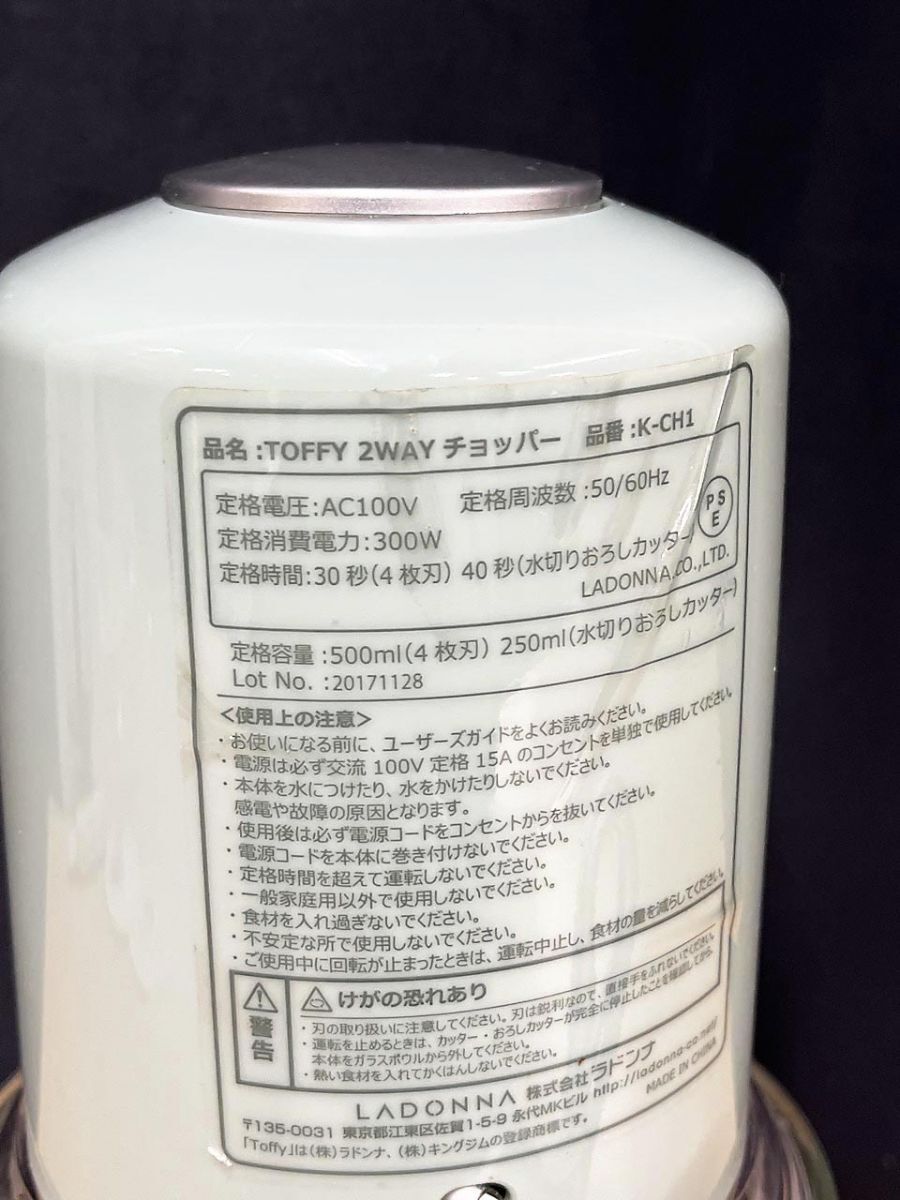 品名:TOFFY 2WAY チョッパー 品番:K-CH1
定格電圧:AC100V 定格周波数:50/60Hz
定格消費電力:300W
PS
E
定格時間:30秒(4枚刃) 40秒(水切りおろしカッター)
LADONNA.CO.,LTD.
定格容量:500ml(4枚刃) 250ml(水切りおろしカッター)
Lot No. :20171128
<使用上の注意>
・お使いになる前に、ユーザーズガイドをよくお読みください。
・電源は必ず交流 100V 定格 15A のコンセントを単独で使用してください。
・本体を水につけたり、水をかけたりしないでください。
感電や故障の原因となります。
・使用後は必ず電源コードをコンセントからを抜いてください。
・電源コードを本体に巻き付けないでください。
・定格時間を超えて運転しないでください。
・一般家庭用以外で使用しないでください。
・食材を入れ過ぎないでください。
・不安定な所で使用しないでください。
・ご使用中に回転が止まったときは、運転中止し、食材の量を減らしてください。
警告
けがの恐れあり
・刃の取り扱いに注意してください。刃は鋭利なので、直接手をふれないでください。
・運転を止めるときは、カッター・おろしカッターが完全に停止したことを確認してから、
本体をガラスボウルから外してください。
・熱い食材を入れてかくはんしないでください。
LADONNA 株式会社ラドンナ
〒135-0031 東京都江東区佐賀1-5-9 永代MKビル http://ladonna-co.net/
「Toffy」は(株)ラドンナ、(株)キングジムの登録商標です。 MADE IN CHINA